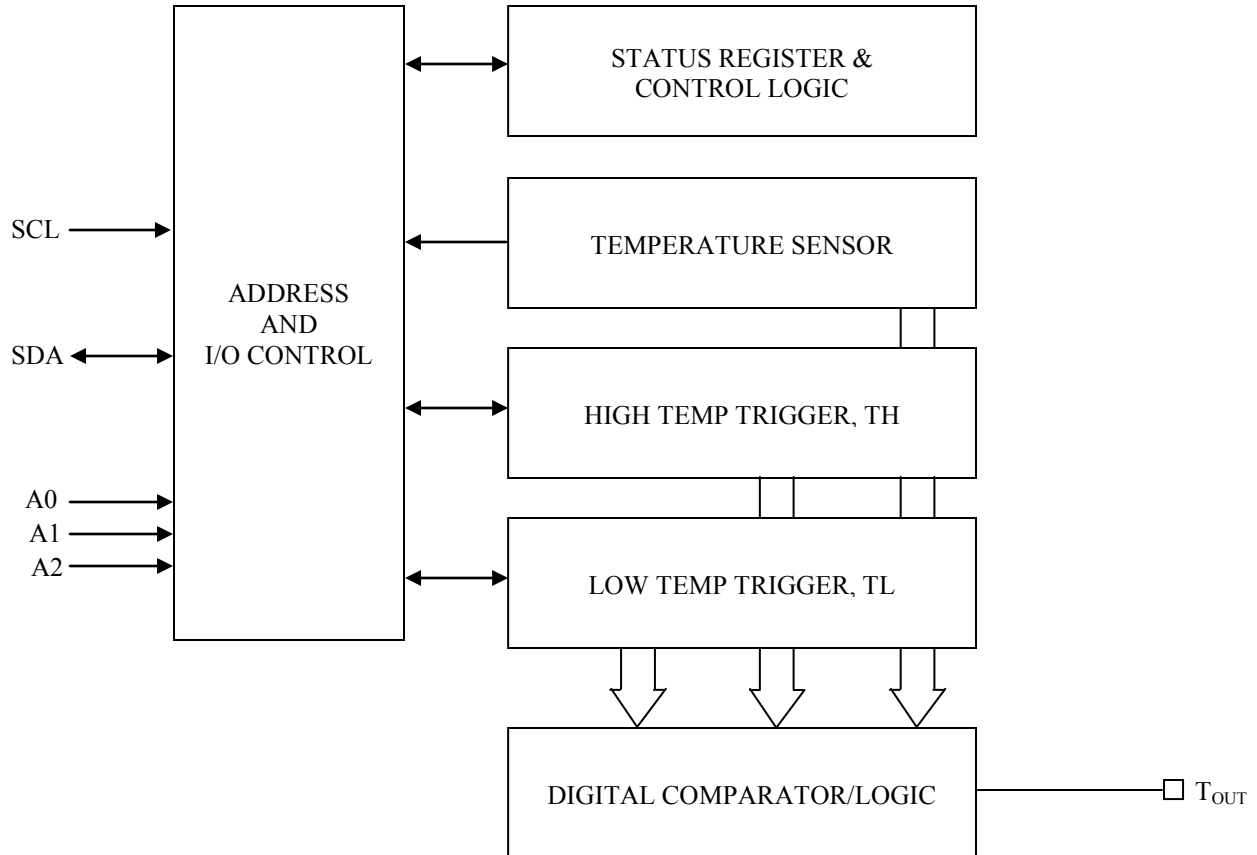 STATUS REGISTER &
CONTROL LOGIC
SCL
TEMPERATURE SENSOR
ADDRESS
AND
I/O CONTROL
SDA
HIGH TEMP TRIGGER, TH
A0
A1
A2
LOW TEMP TRIGGER, TL
DIGITAL COMPARATOR/LOGIC
TOUT